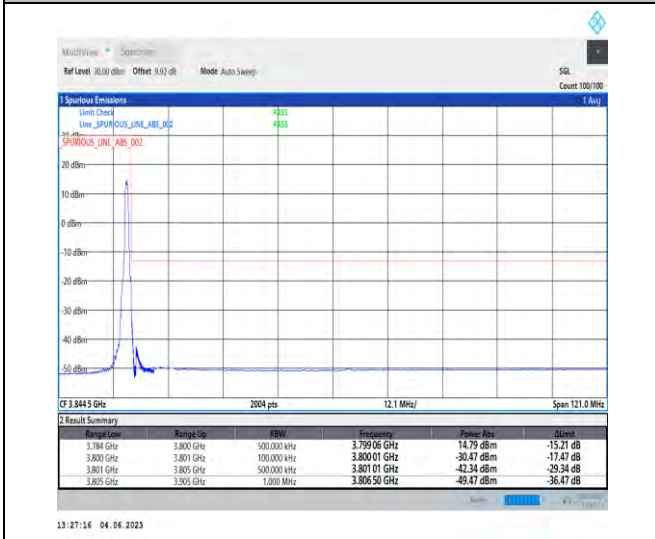 MultiView Spectrum
Ref Level 30.00 dBm Offset 9.92 dB Mode Auto Sweep SGL
Count 100/100
1 Spurious Emissions 1 Avg
Limit Check PASS
Line _SPURIOUS_LINE_ABS_002 PASS
30 dBm
_SPURIOUS_LINE_ABS_002
20 dBm
10 dBm
0 dBm
-10 dBm
-20 dBm
-30 dBm
-40 dBm
-50 dBm
CF 3.844 5 GHz 2004 pts 12.1 MHz/ Span 121.0 MHz
2 Result Summary
Range Low Range Up RBW Frequency Power Abs ΔLimit
3.784 GHz 3.800 GHz 500.000 kHz 3.799 06 GHz 14.79 dBm -15.21 dB
3.800 GHz 3.801 GHz 100.000 kHz 3.800 01 GHz -30.47 dBm -17.47 dB
3.801 GHz 3.805 GHz 500.000 kHz 3.801 01 GHz -42.34 dBm -29.34 dB
3.805 GHz 3.905 GHz 1.000 MHz 3.806 50 GHz -49.47 dBm -36.47 dB
13:27:16 04.06.2023